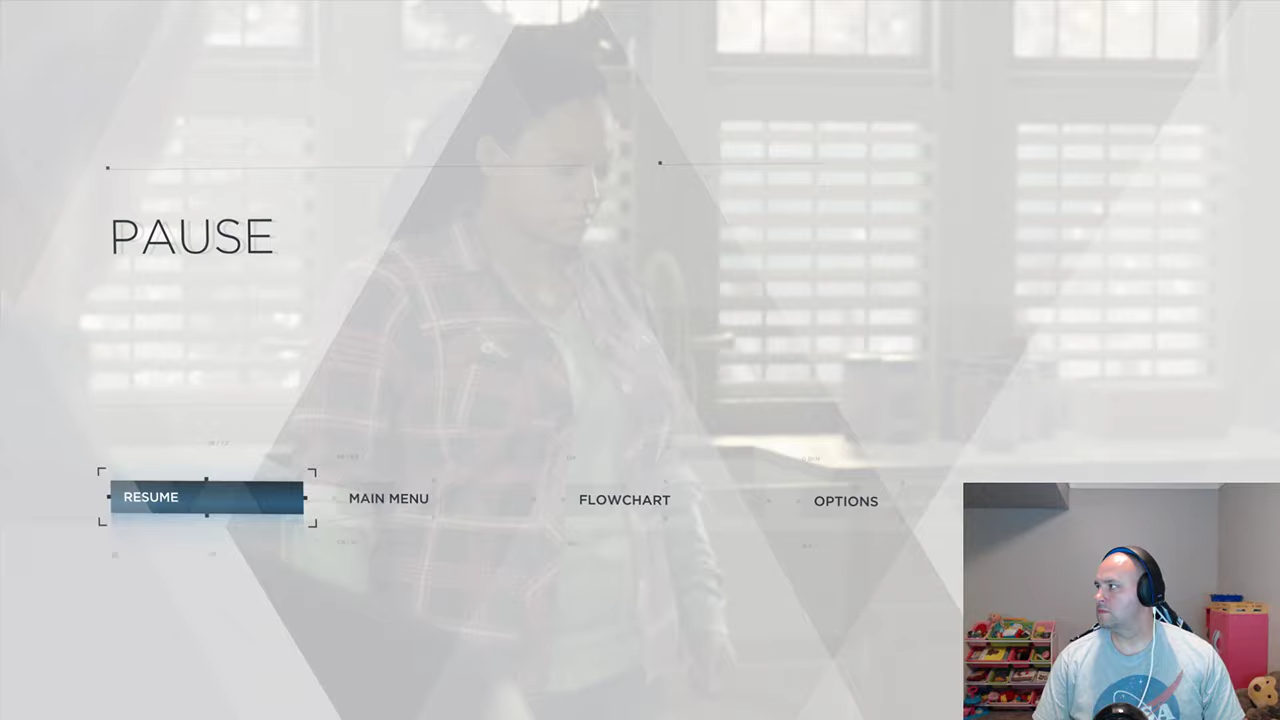 PAUSE
RESUME
MAIN MENU
FLOWCHART
OPTIONS